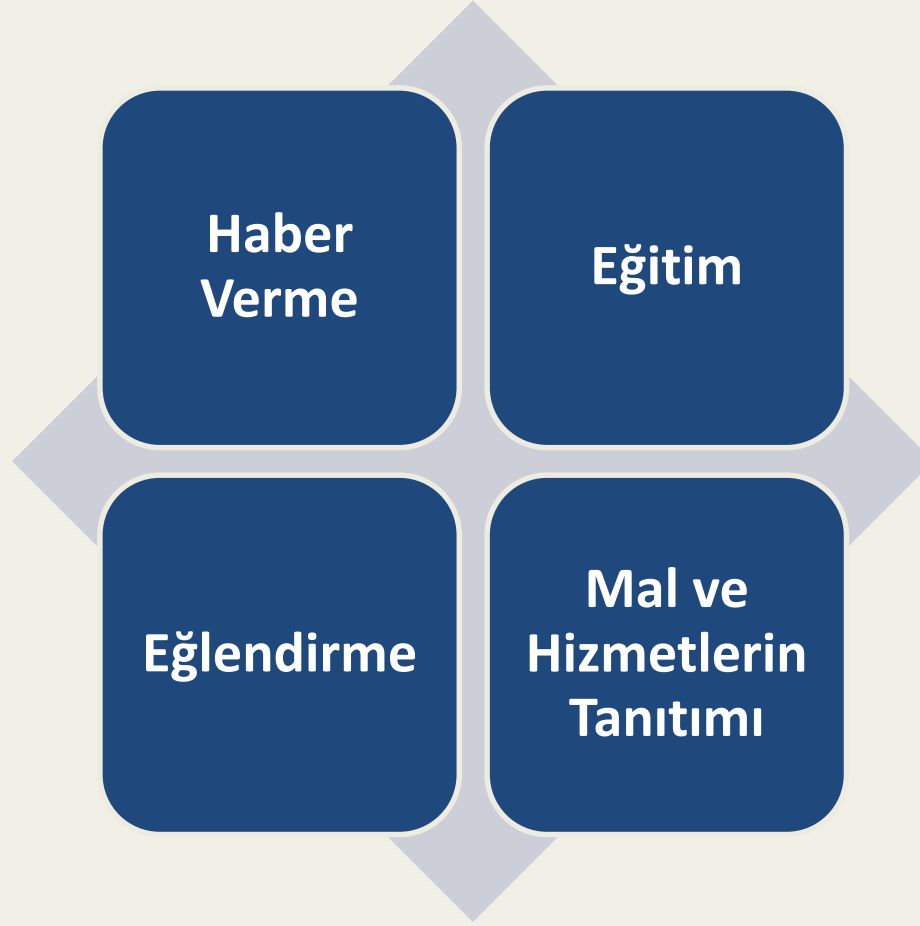 Haber
Verme
Eğitim
Eğlendirme
Mal ve
Hizmetlerin
Tanıtımı